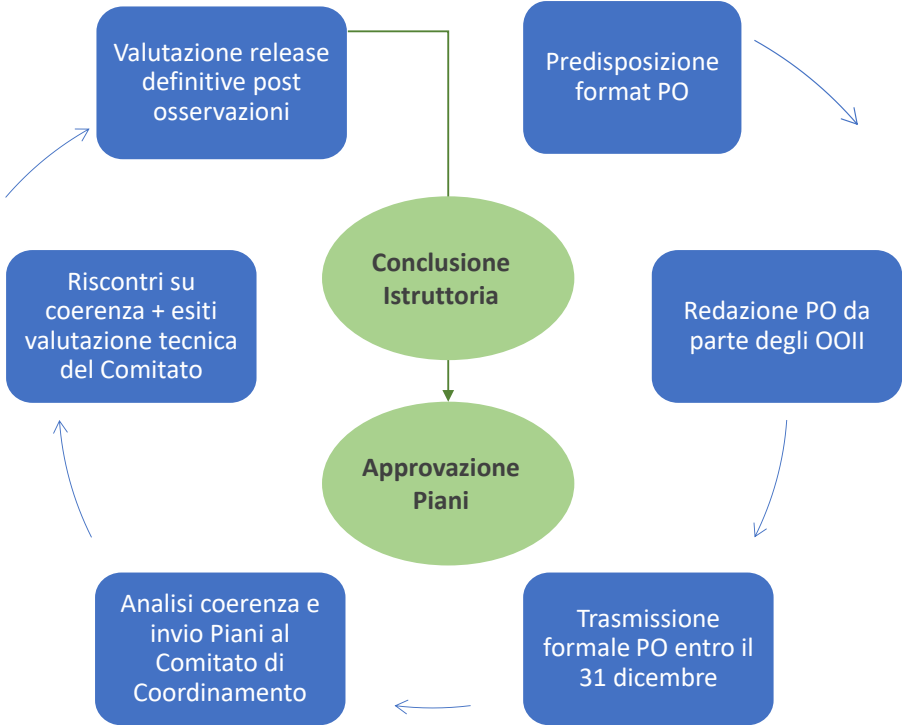 Valutazione release
definitive post
osservazioni
Predisposizione
format PO
Conclusione
Istruttoria
Riscontri su
coerenza + esiti
valutazione tecnica
del Comitato
Redazione PO da
parte degli OOII
Approvazione
Piani
Analisi coerenza e
invio Piani al
Comitato di
Coordinamento
Trasmissione
formale PO entro il
31 dicembre